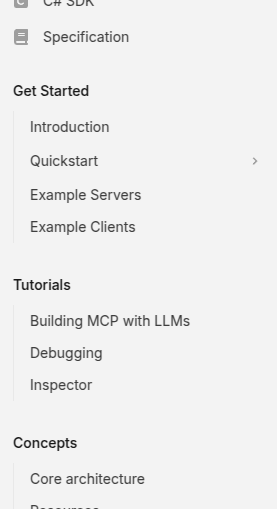 C# SDK
Specification
Get Started
Introduction
Quickstart
Example Servers
Example Clients
Tutorials
Building MCP with LLMs
Debugging
Inspector
Concepts
Core architecture
Resources